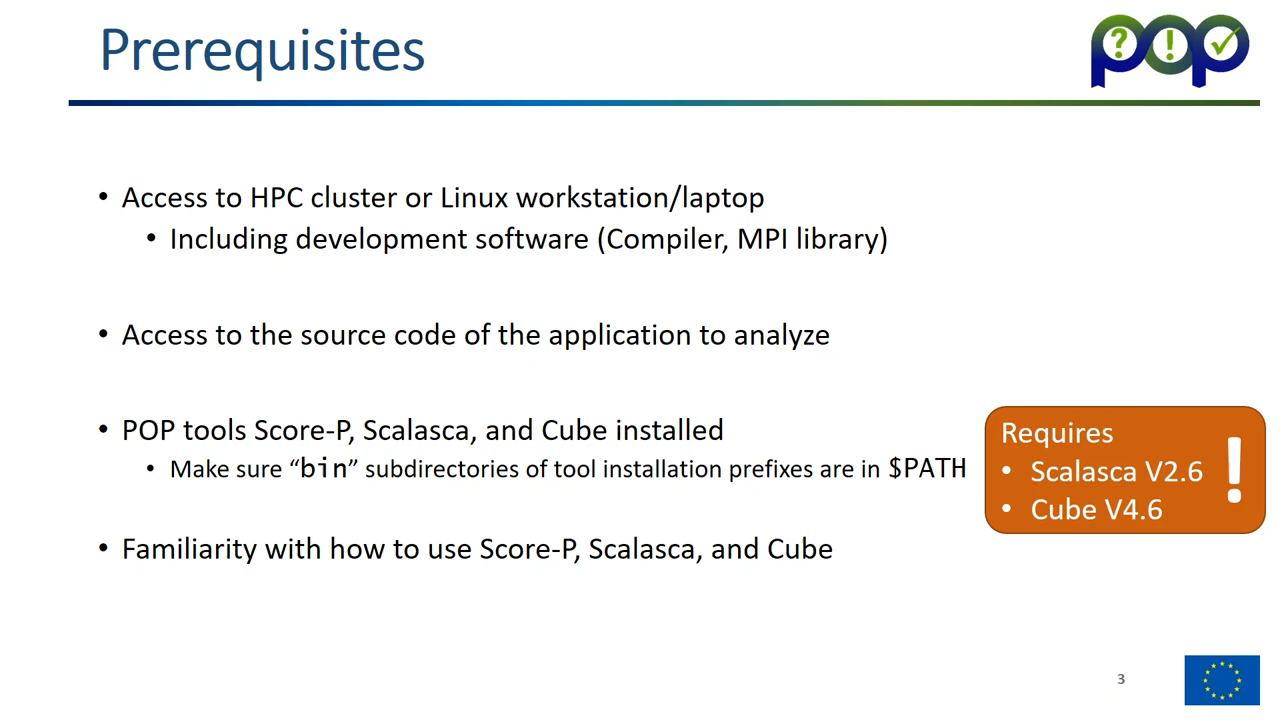 Prerequisites
pop
? ! ✓
• Access to HPC cluster or Linux workstation/laptop
• Including development software (Compiler, MPI library)
• Access to the source code of the application to analyze
• POP tools Score-P, Scalasca, and Cube installed
• Make sure “bin” subdirectories of tool installation prefixes are in $PATH
Requires
• Scalasca V2.6
• Cube V4.6
!
• Familiarity with how to use Score-P, Scalasca, and Cube
3